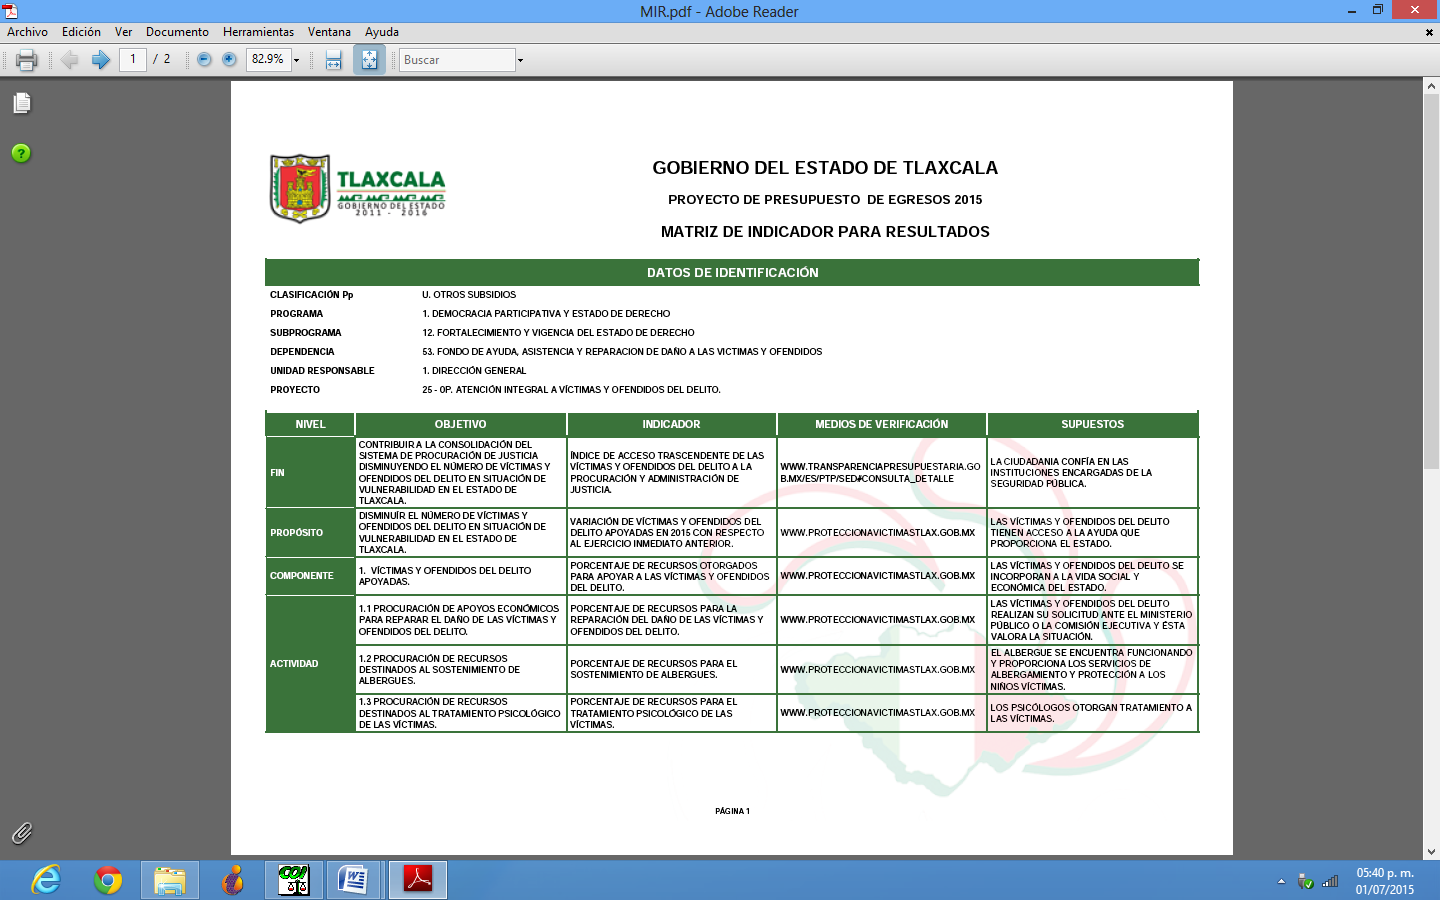 MIR.pdf - Adobe Reader
Archivo Edición Ver Documento Herramientas Ventana Ayuda
1 / 2 82.9% Buscar
TLAXCALA
GOBIERNO DEL ESTADO
2011 - 2016
GOBIERNO DEL ESTADO DE TLAXCALA
PROYECTO DE PRESUPUESTO DE EGRESOS 2015
MATRIZ DE INDICADOR PARA RESULTADOS
DATOS DE IDENTIFICACIÓN
CLASIFICACIÓN Pp U. OTROS SUBSIDIOS
PROGRAMA 1. DEMOCRACIA PARTICIPATIVA Y ESTADO DE DERECHO
SUBPROGRAMA 12. FORTALECIMIENTO Y VIGENCIA DEL ESTADO DE DERECHO
DEPENDENCIA 53. FONDO DE AYUDA, ASISTENCIA Y REPARACION DE DAÑO A LAS VICTIMAS Y OFENDIDOS
UNIDAD RESPONSABLE 1. DIRECCIÓN GENERAL
PROYECTO 25 - 0P. ATENCIÓN INTEGRAL A VÍCTIMAS Y OFENDIDOS DEL DELITO.
NIVEL OBJETIVO INDICADOR MEDIOS DE VERIFICACIÓN SUPUESTOS
FIN
CONTRIBUIR A LA CONSOLIDACIÓN DEL
SISTEMA DE PROCURACIÓN DE JUSTICIA
DISMINUYENDO EL NÚMERO DE VÍCTIMAS Y
OFENDIDOS DEL DELITO EN SITUACIÓN DE
VULNERABILIDAD EN EL ESTADO DE
TLAXCALA.
ÍNDICE DE ACCESO TRASCENDENTE DE LAS
VÍCTIMAS Y OFENDIDOS DEL DELITO A LA
PROCURACIÓN Y ADMINISTRACIÓN DE
JUSTICIA.
WWW.TRANSPARENCIAPRESUPUESTARIA.GO
B.MX/ES/PTP/SED#CONSULTA_DETALLE
LA CIUDADANIA CONFÍA EN LAS
INSTITUCIONES ENCARGADAS DE LA
SEGURIDAD PÚBLICA.
PROPÓSITO
DISMINUÍR EL NÚMERO DE VÍCTIMAS Y
OFENDIDOS DEL DELITO EN SITUACIÓN DE
VULNERABILIDAD EN EL ESTADO DE
TLAXCALA.
VARIACIÓN DE VÍCTIMAS Y OFENDIDOS DEL
DELITO APOYADAS EN 2015 CON RESPECTO
AL EJERCICIO INMEDIATO ANTERIOR.
WWW.PROTECCIONAVICTIMASTLAX.GOB.MX
LAS VÍCTIMAS Y OFENDIDOS DEL DELITO
TIENEN ACCESO A LA AYUDA QUE
PROPORCIONA EL ESTADO.
COMPONENTE
1. VÍCTIMAS Y OFENDIDOS DEL DELITO
APOYADAS.
PORCENTAJE DE RECURSOS OTORGADOS
PARA APOYAR A LAS VÍCTIMAS Y OFENDIDOS
DEL DELITO.
WWW.PROTECCIONAVICTIMASTLAX.GOB.MX
LAS VÍCTIMAS Y OFENDIDOS DEL DELITO SE
INCORPORAN A LA VIDA SOCIAL Y
ECONÓMICA DEL ESTADO.
ACTIVIDAD
1.1 PROCURACIÓN DE APOYOS ECONÓMICOS
PARA REPARAR EL DAÑO DE LAS VÍCTIMAS Y
OFENDIDOS DEL DELITO.
PORCENTAJE DE RECURSOS PARA LA
REPARACIÓN DEL DAÑO DE LAS VÍCTIMAS Y
OFENDIDOS DEL DELITO.
WWW.PROTECCIONAVICTIMASTLAX.GOB.MX
LAS VÍCTIMAS Y OFENDIDOS DEL DELITO
REALIZAN SU SOLICITUD ANTE EL MINISTERIO
PÚBLICO O LA COMISIÓN EJECUTIVA Y ÉSTA
VALORA LA SITUACIÓN.
1.2 PROCURACIÓN DE RECURSOS
DESTINADOS AL SOSTENIMIENTO DE
ALBERGUES.
PORCENTAJE DE RECURSOS PARA EL
SOSTENIMIENTO DE ALBERGUES.
WWW.PROTECCIONAVICTIMASTLAX.GOB.MX
EL ALBERGUE SE ENCUENTRA FUNCIONANDO
Y PROPORCIONA LOS SERVICIOS DE
ALBERGAMIENTO Y PROTECCIÓN A LOS
NIÑOS VÍCTIMAS.
1.3 PROCURACIÓN DE RECURSOS
DESTINADOS AL TRATAMIENTO PSICOLÓGICO
DE LAS VÍCTIMAS.
PORCENTAJE DE RECURSOS PARA EL
TRATAMIENTO PSICOLÓGICO DE LAS
VÍCTIMAS.
WWW.PROTECCIONAVICTIMASTLAX.GOB.MX
LOS PSICÓLOGOS OTORGAN TRATAMIENTO A
LAS VÍCTIMAS.
PÁGINA 1
COI
05:40 p. m.
01/07/2015